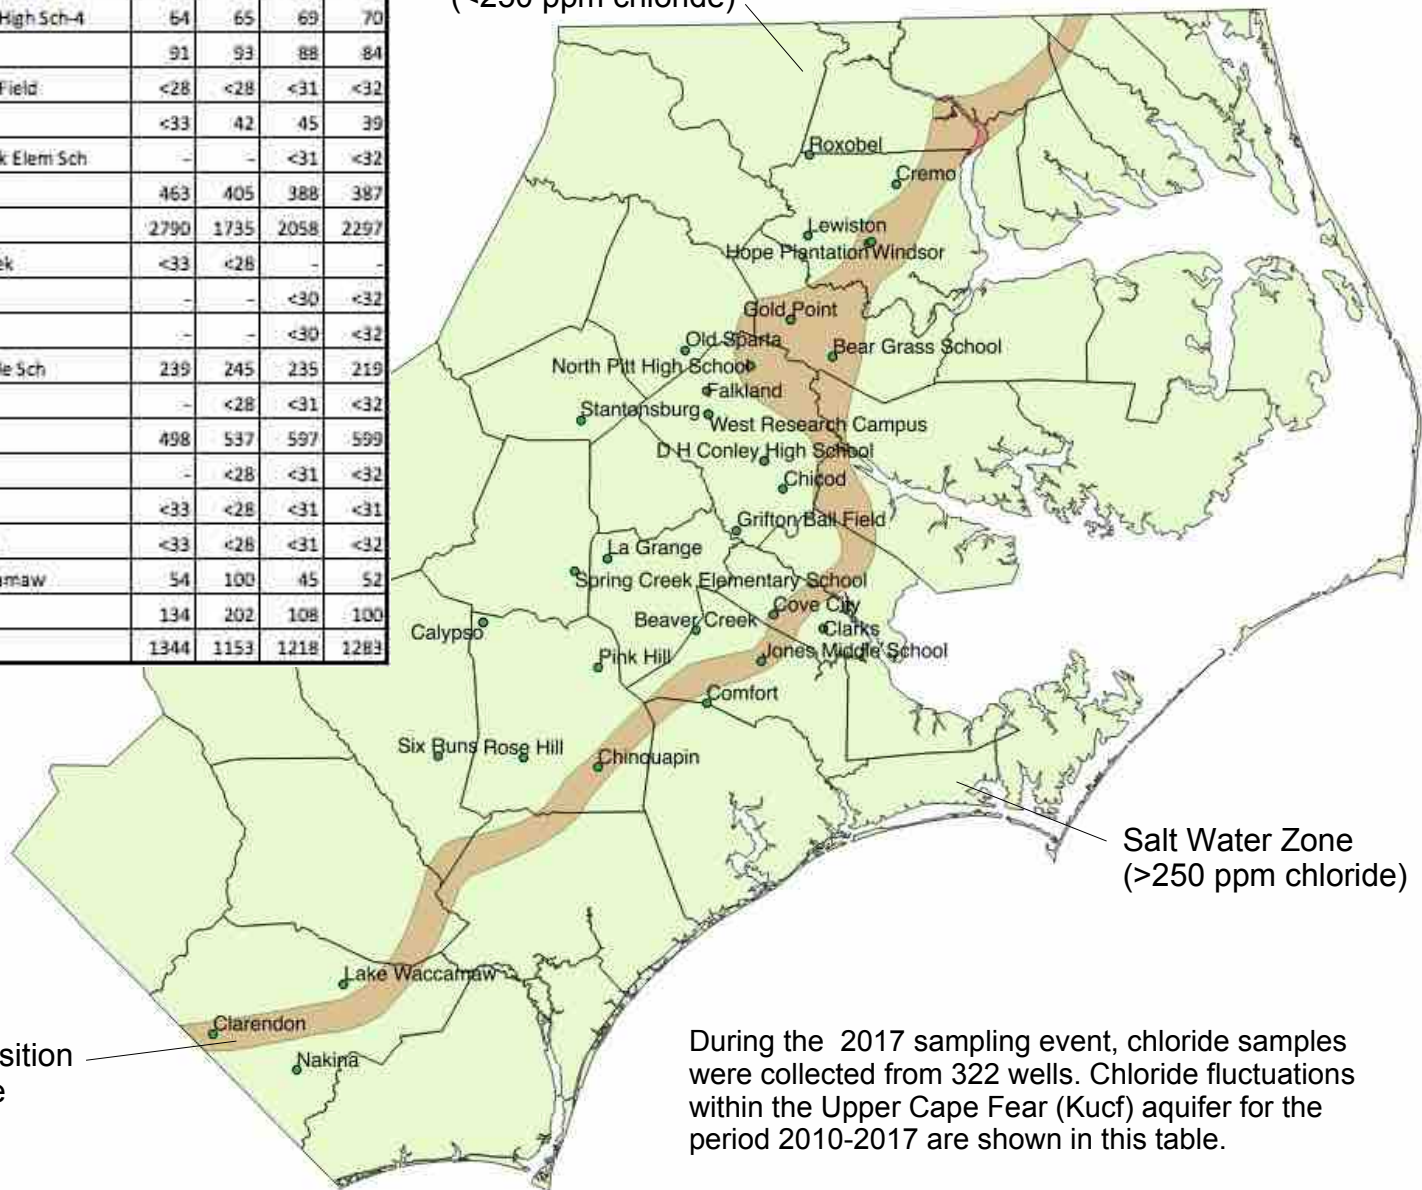 (<250 ppm chloride)
High Sch-4 64 65 69 70
91 93 88 84
Field <28 <28 <31 <32
<33 42 45 39
k Elem Sch - - <31 <32
463 405 388 387
2790 1735 2058 2297
ek <33 <28 - -
- - <30 <32
- - <30 <32
le Sch 239 245 235 219
- <28 <31 <32
498 537 597 599
- <28 <31 <32
<33 <28 <31 <31
<33 <28 <31 <32
amaw 54 100 45 52
134 202 108 100
1344 1153 1218 1283
Roxobel
Cremo
Lewiston
Hope Plantation Windsor
Gold Point
Old Sparta
Bear Grass School
North Pitt High School
Falkland
Stantonsburg
West Research Campus
D H Conley High School
Chicod
Grifton Ball Field
La Grange
Spring Creek Elementary School
Cove City
Beaver Creek
Clarks
Calypso
Jones Middle School
Pink Hill
Comfort
Six Runs Rose Hill
Chinquapin
Salt Water Zone
(>250 ppm chloride)
Lake Waccamaw
Clarendon
sition
e
Nakina
During the 2017 sampling event, chloride samples
were collected from 322 wells. Chloride fluctuations
within the Upper Cape Fear (Kucf) aquifer for the
period 2010-2017 are shown in this table.